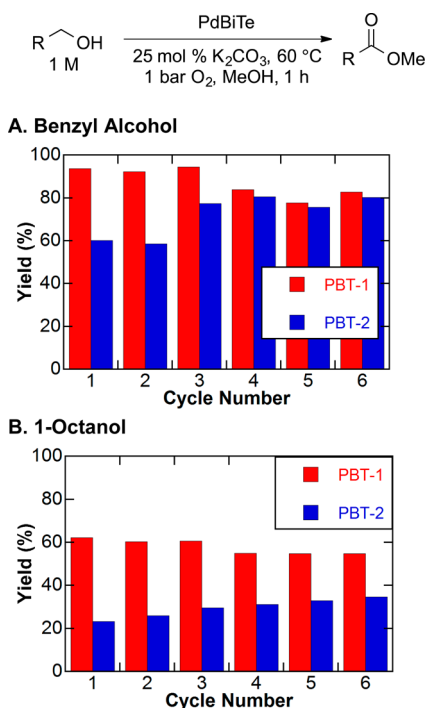 PdBiTe
R OH
1 M
25 mol % K₂CO₃, 60 °C
1 bar O₂, MeOH, 1 h
O
R OMe
A. Benzyl Alcohol
Yield (%)
100
80
60
40
20
0
PBT-1
PBT-2
1 2 3 4 5 6
Cycle Number
B. 1-Octanol
Yield (%)
100
80
60
40
20
0
PBT-1
PBT-2
1 2 3 4 5 6
Cycle Number